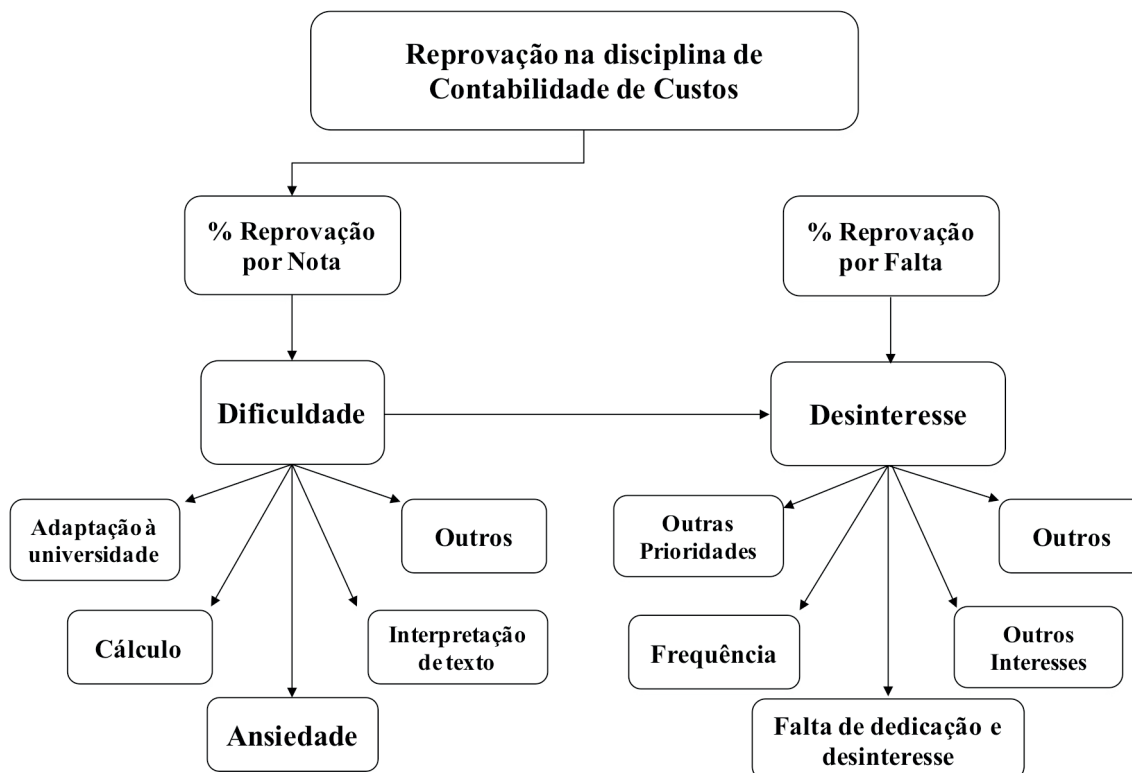 Reprovação na disciplina de
Contabilidade de Custos
% Reprovação
por Nota
% Reprovação
por Falta
Dificuldade
Desinteresse
Adaptação à
universidade
Outros
Outras
Prioridades
Outros
Cálculo
Interpretação
de texto
Frequência
Outros
Interesses
Ansiedade
Falta de dedicação e
desinteresse